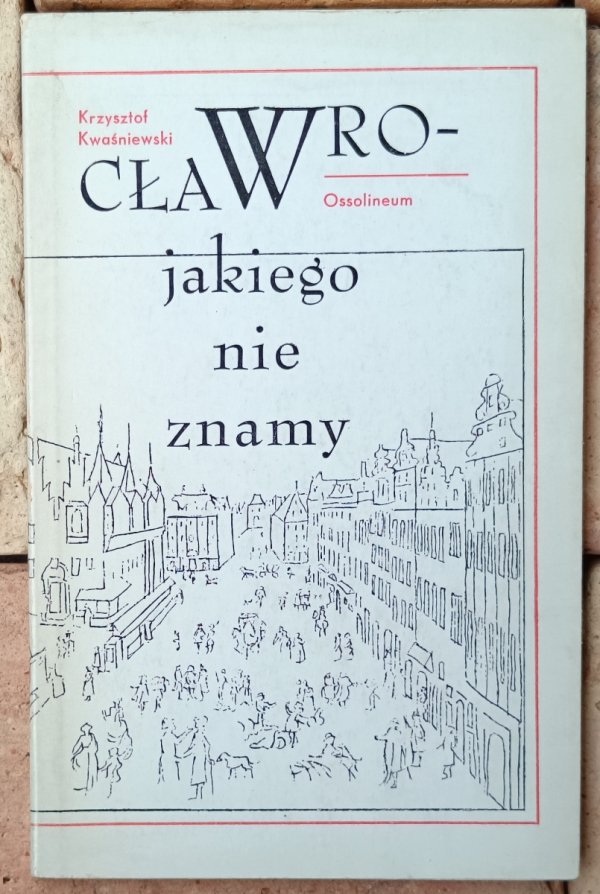 Krzysztof
Kwaśniewski
WRO-
CŁAW
Ossolineum
jakiego
nie
znamy